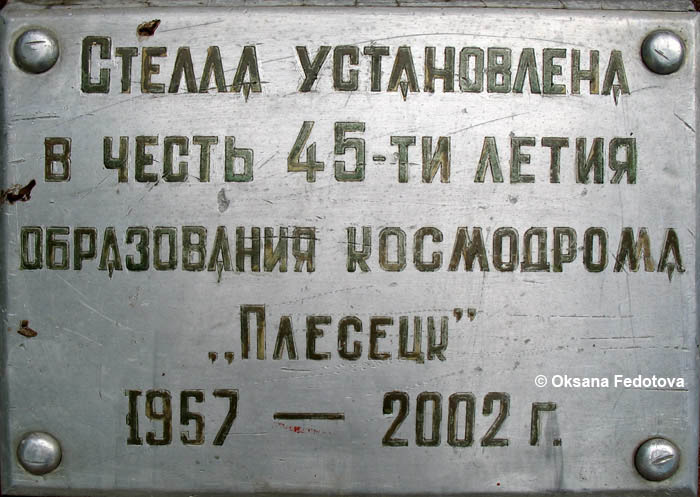 Стелла установлена
в честь 45-ти летия
образования космодрома
„Плесецк”
© Oksana Fedotova
1957 — 2002 г.